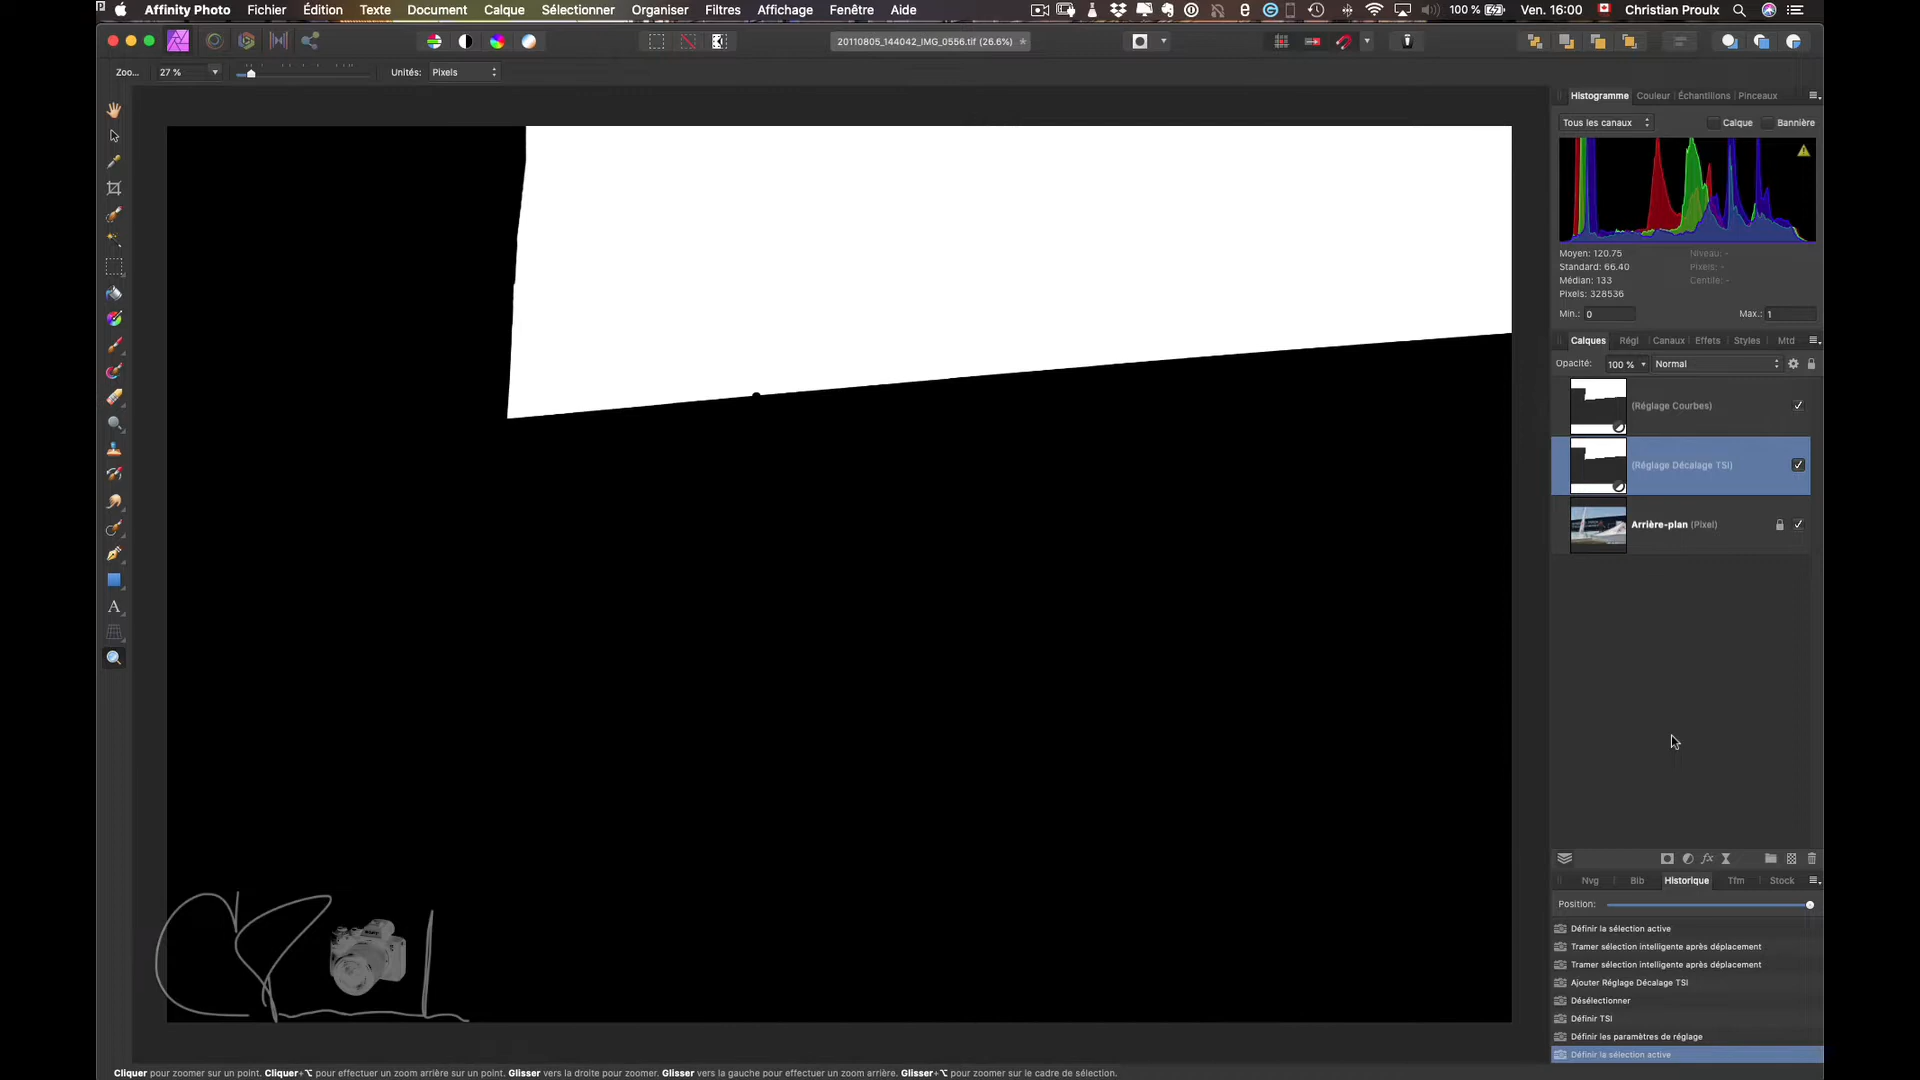 Affinity Photo Fichier Édition Texte Document Calque Sélectionner Organiser Filtres Affichage Fenêtre Aide 100 % Ven. 16:00 Christian Proulx
20110805_144042_IMG_0556.tif (26.6%)
Zoo... 27 % Unités: Pixels
Histogramme Couleur Échantillons Pinceaux
Tous les canaux Calque Bannière
Moyen: 120.75 Niveau: -
Standard: 66.40 Pixels: -
Médian: 133 Centile: -
Pixels: 328536
Min.: 0 Max.: 1
Calques Régl Canaux Effets Styles Mtd
Opacité: 100 % Normal
(Réglage Courbes)
(Réglage Décalage TSI)
Arrière-plan (Pixel)
Nvg Bib Historique Tfm Stock
Position:
Définir la sélection active
Tramer sélection intelligente après déplacement
Tramer sélection intelligente après déplacement
Ajouter Réglage Décalage TSI
Désélectionner
Définir TSI
Définir les paramètres de réglage
Définir la sélection active
Cliquer pour zoomer sur un point. Cliquer+⌥ pour effectuer un zoom arrière sur un point. Glisser vers la droite pour zoomer. Glisser vers la gauche pour effectuer un zoom arrière. Glisser+⌥ pour zoomer sur le cadre de sélection.